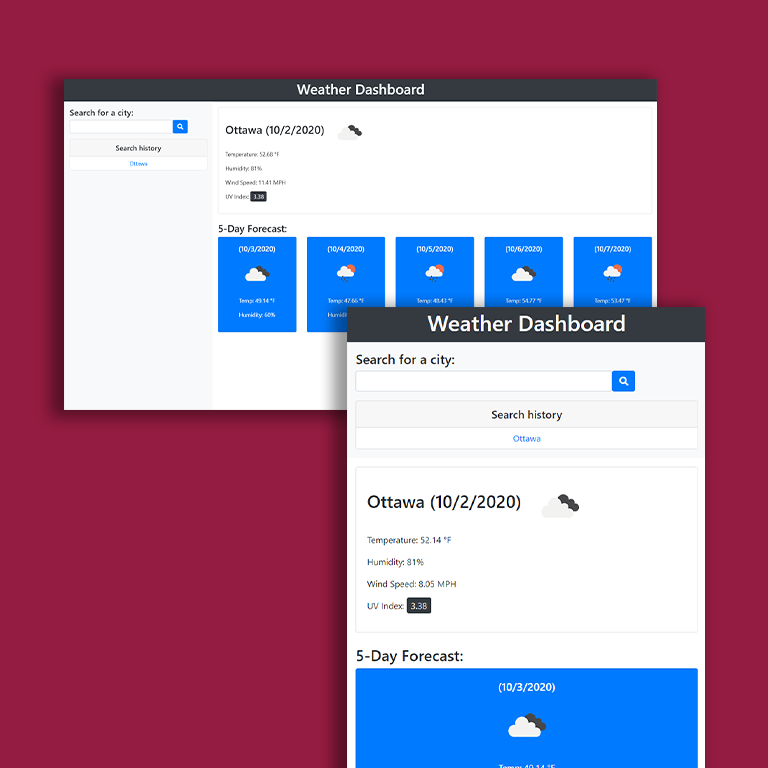 Weather Dashboard
Search for a city:
Search history
Ottawa
Ottawa (10/2/2020)
Temperature: 52.68 °F
Humidity: 81%
Wind Speed: 11.41 MPH
UV Index: 3.38
5-Day Forecast:
(10/3/2020) (10/4/2020) (10/5/2020) (10/6/2020) (10/7/2020)
Temp: 49.14 °F Temp: 47.66 °F Temp: 48.43 °F Temp: 54.77 °F Temp: 53.47 °F
Humidity: 60%
Weather Dashboard
Search for a city:
Search history
Ottawa
Ottawa (10/2/2020)
Temperature: 52.14 °F
Humidity: 81%
Wind Speed: 8.05 MPH
UV Index: 3.38
5-Day Forecast:
(10/3/2020)
Temp: 49.14 °F